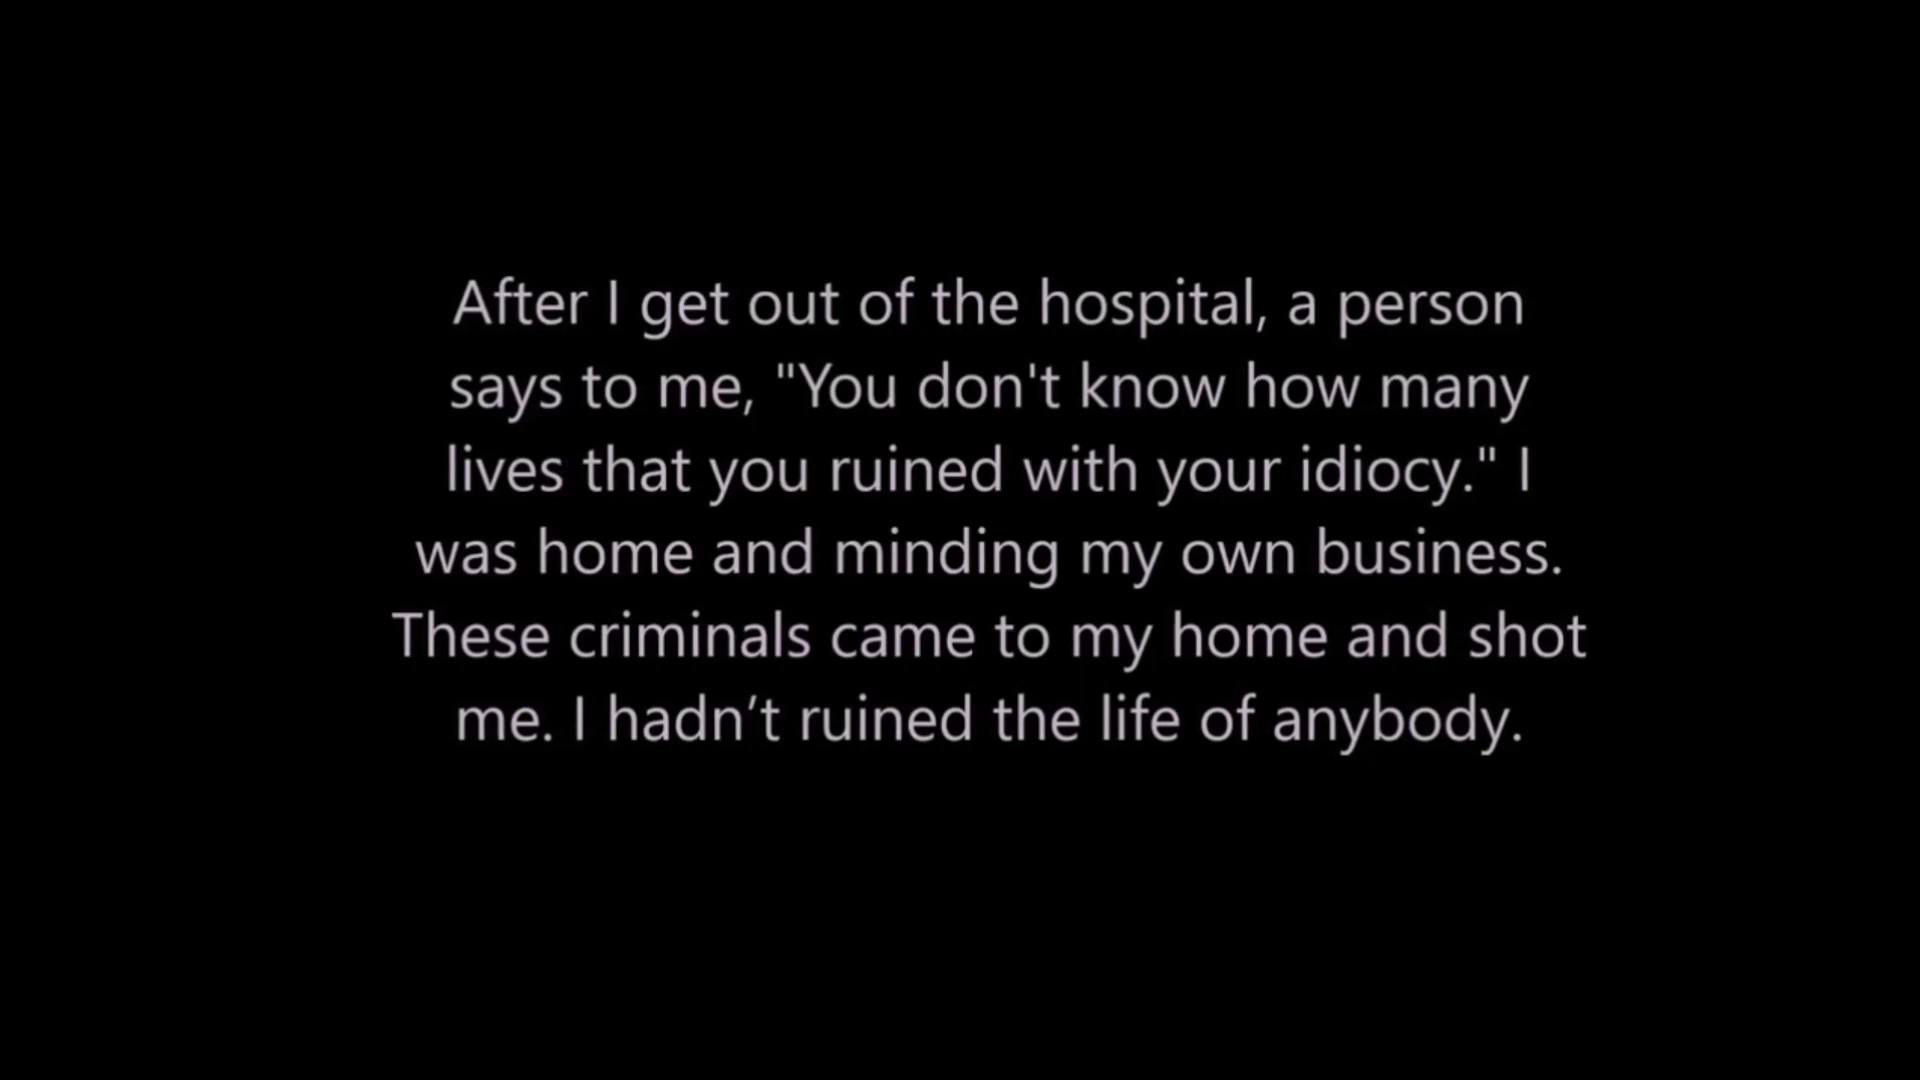 After I get out of the hospital, a person
says to me, "You don't know how many
lives that you ruined with your idiocy." I
was home and minding my own business.
These criminals came to my home and shot
me. I hadn’t ruined the life of anybody.